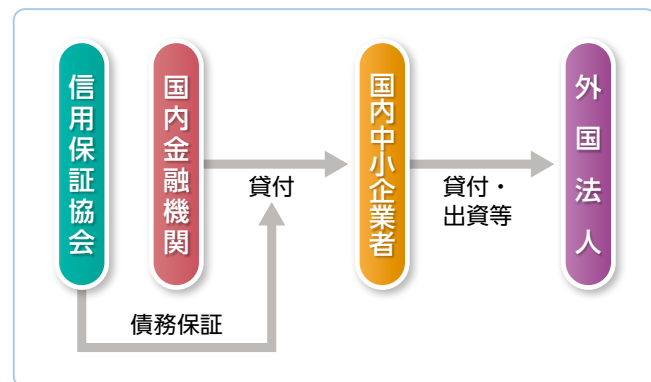 信用保証協会
国内金融機関
貸付
国内中小企業者
貸付・
出資等
外国法人
債務保証